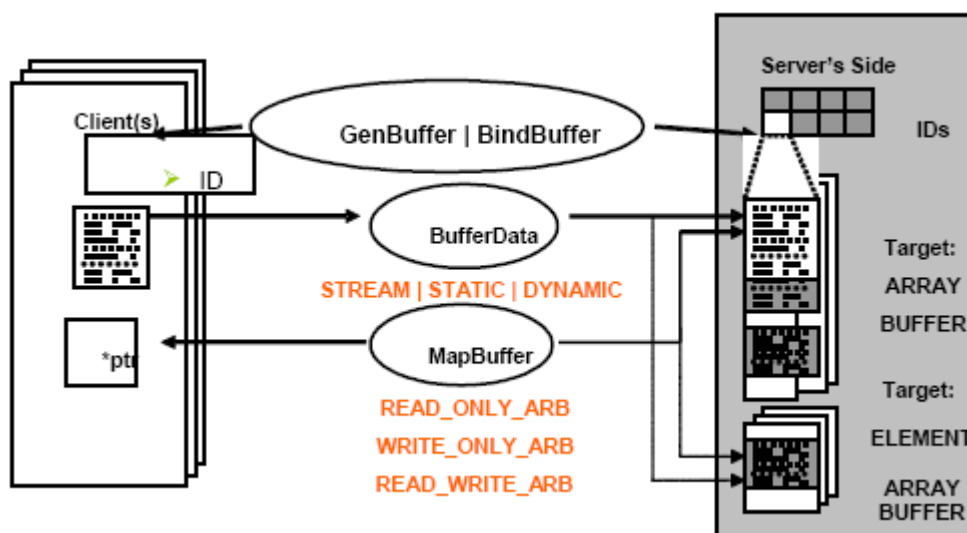 Server's Side
Client(s)
GenBuffer | BindBuffer
IDs
ID
BufferData
Target:
ARRAY
BUFFER
STREAM | STATIC | DYNAMIC
*ptr
MapBuffer
READ_ONLY_ARB
WRITE_ONLY_ARB
READ_WRITE_ARB
Target:
ELEMENT
ARRAY
BUFFER